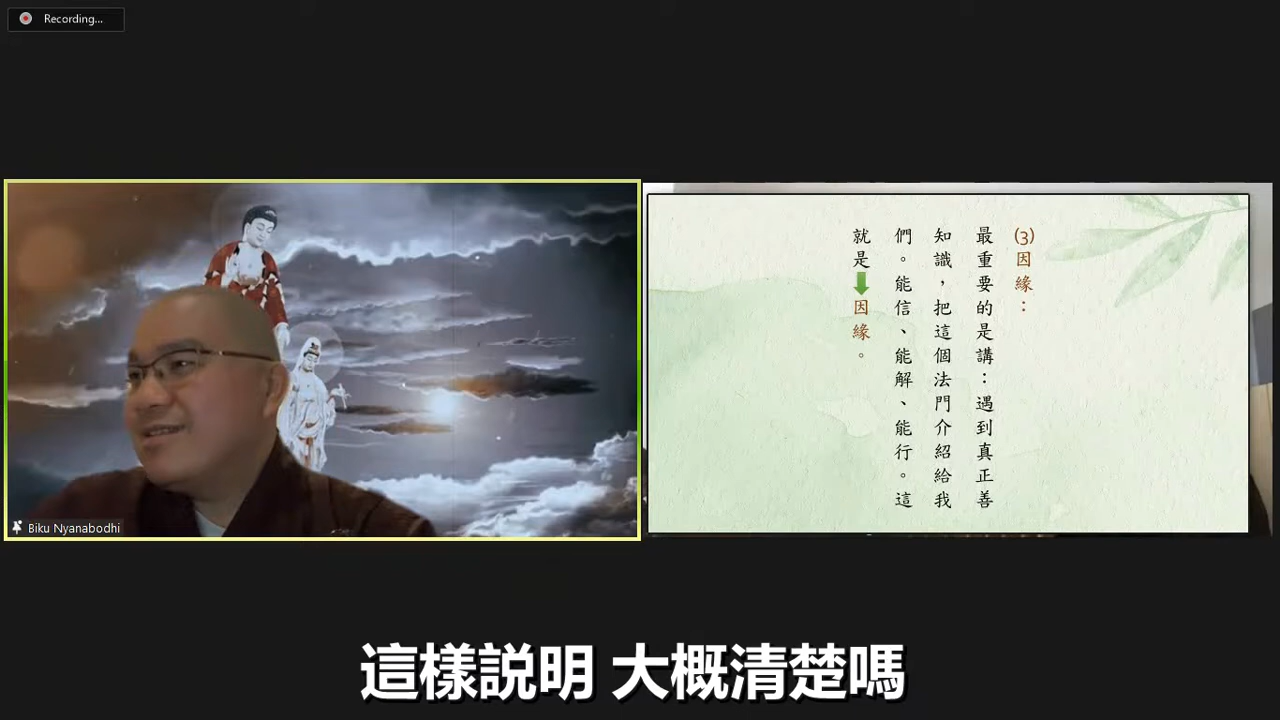 Recording...
Biku Nyanabodhi
(3)因緣：
最重要的是講：遇到真正善
知識，把這個法門介紹給我
們。能信、能解、能行。這
就是因緣。
這樣説明 大概清楚嗎